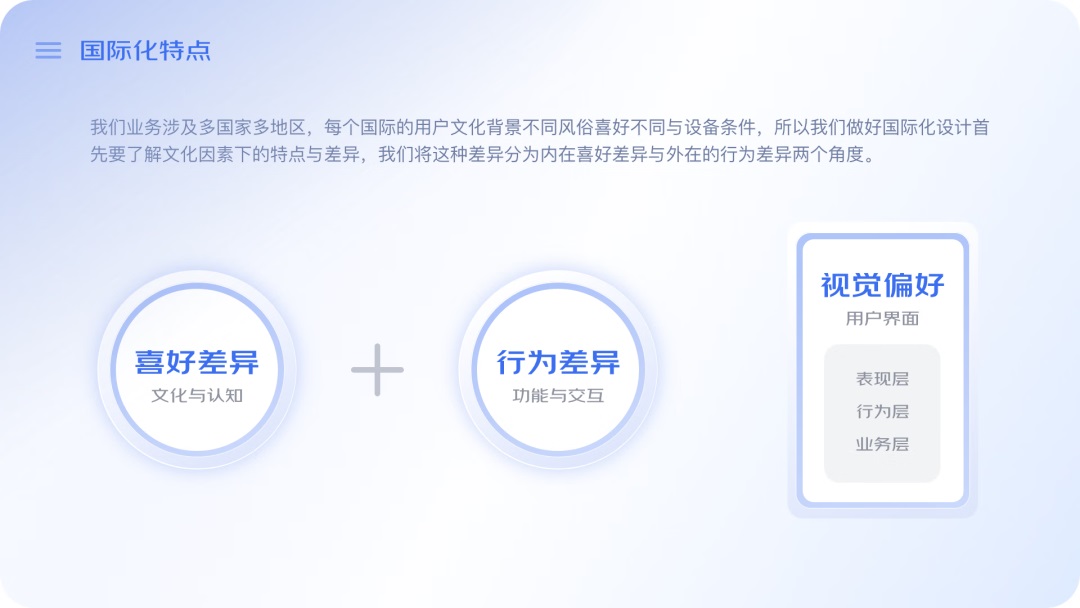 国际化特点
我们业务涉及多国家多地区，每个国际的用户文化背景不同风俗喜好不同与设备条件，所以我们做好国际化设计首
先要了解文化因素下的特点与差异，我们将这种差异分为内在喜好差异与外在的行为差异两个角度。
喜好差异
文化与认知
行为差异
功能与交互
视觉偏好
用户界面
表现层
行为层
业务层